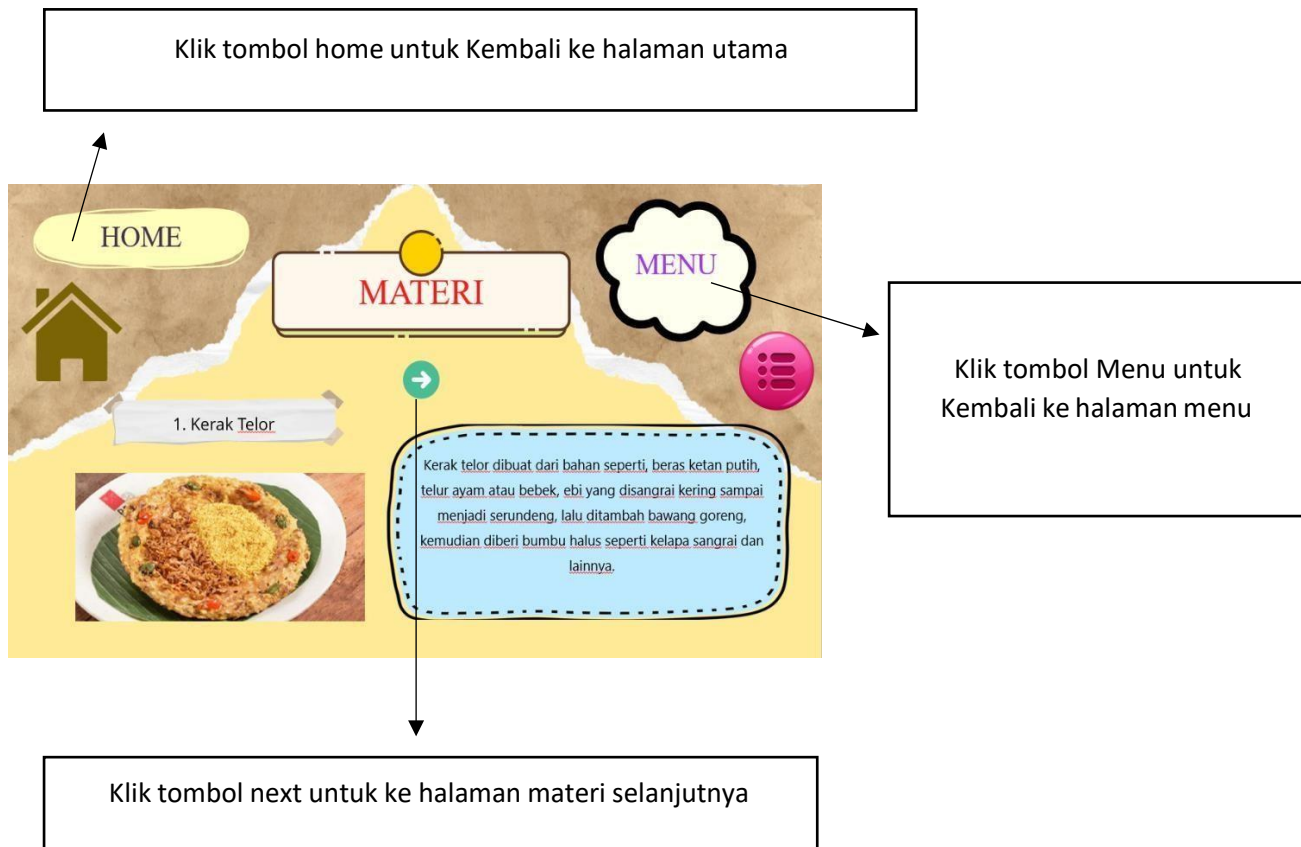 Klik tombol home untuk Kembali ke halaman utama
HOME
MENU
MATERI
Klik tombol Menu untuk
Kembali ke halaman menu
1. Kerak Telor
Kerak telor dibuat dari bahan seperti, beras ketan putih,
telur ayam atau bebek, ebi yang disangrai kering sampai
menjadi serundeng, lalu ditambah bawang goreng,
kemudian diberi bumbu halus seperti kelapa sangrai dan
lainnya.
Klik tombol next untuk ke halaman materi selanjutnya